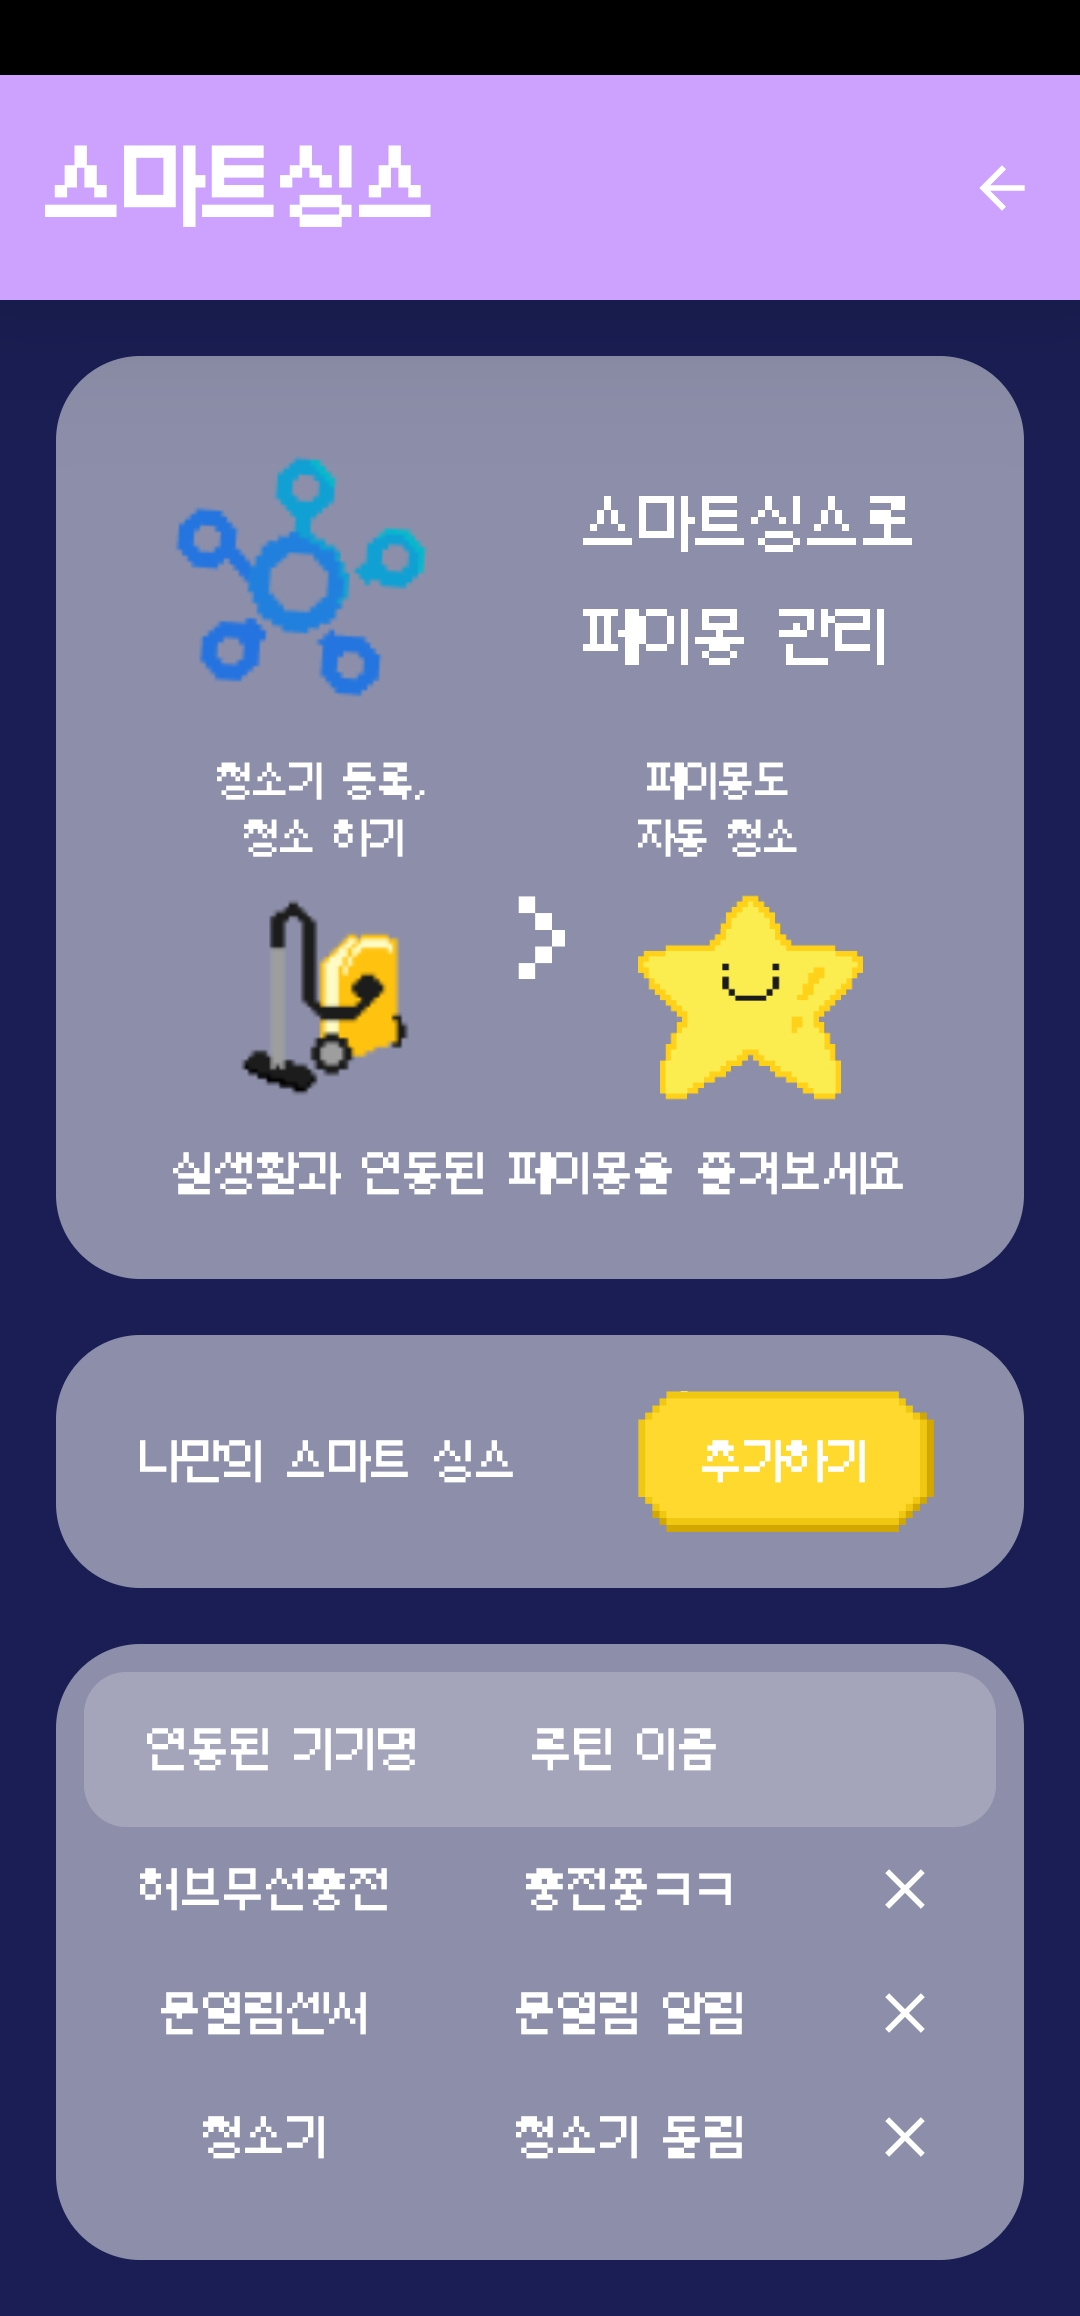 스마트싱스
스마트싱스로
페이몽 관리
청소기 등록,
청소 하기
페이몽도
자동 청소
실생활과 연동된 페이몽을 즐겨보세요
나만의 스마트 싱스
추가하기
연동된 기기명 루틴 이름
허브무선충전 충전중ㅋㅋ
문열림센서 문열림 알림
청소기 청소기 돌림